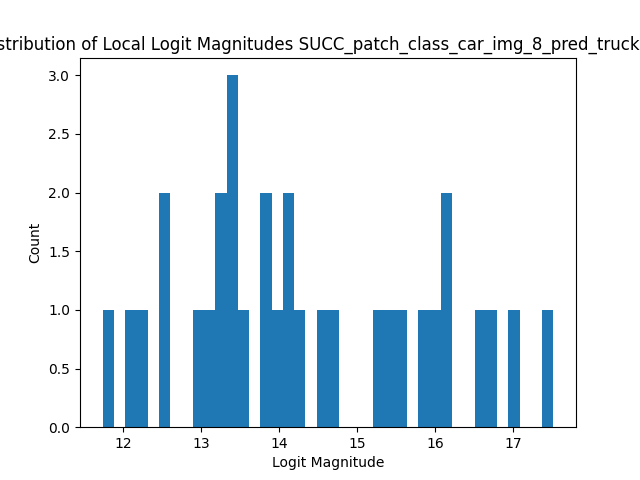 stribution of Local Logit Magnitudes SUCC_patch_class_car_img_8_pred_truck
3.0
2.5
2.0
1.5
1.0
0.5
0.0
Count
12 13 14 15 16 17
Logit Magnitude